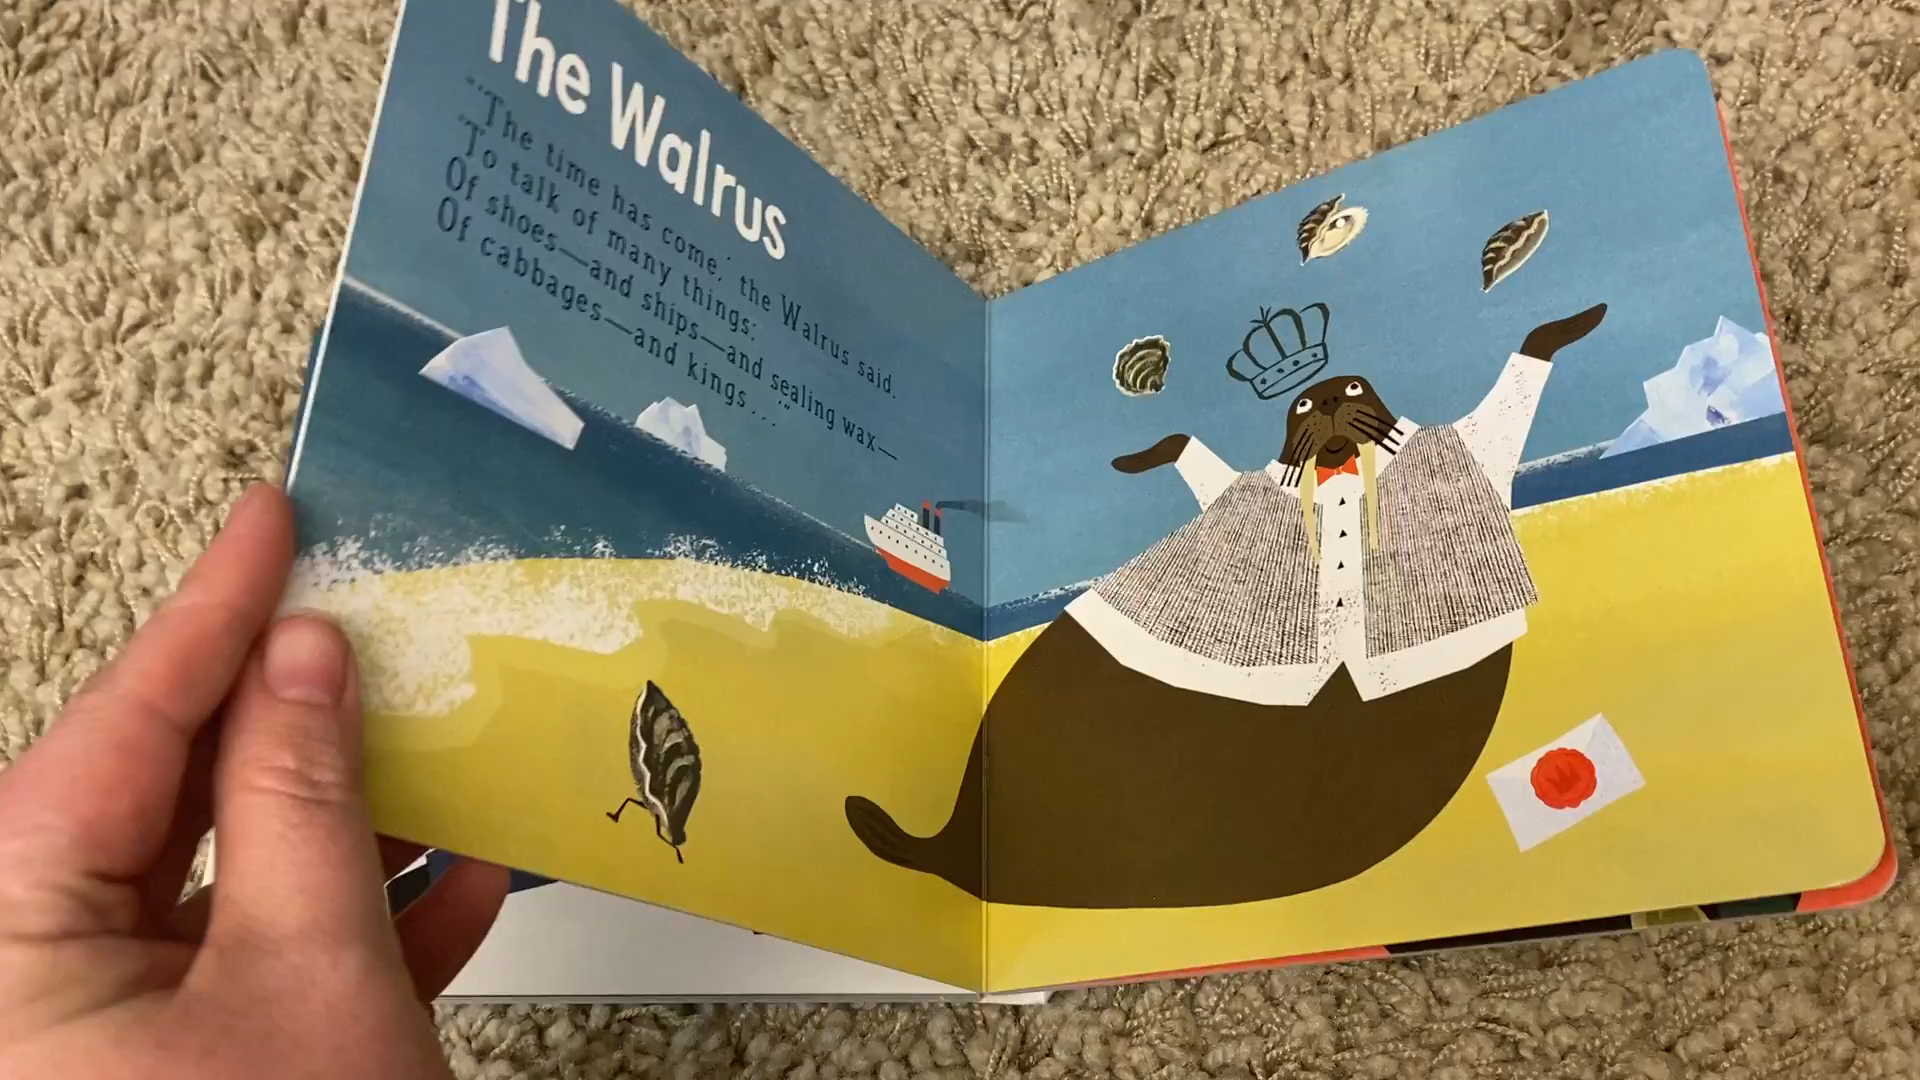 The Walrus
"'The time has come,' the Walrus said,
'To talk of many things:
Of shoes—and ships—and sealing wax—
Of cabbages—and kings...'"